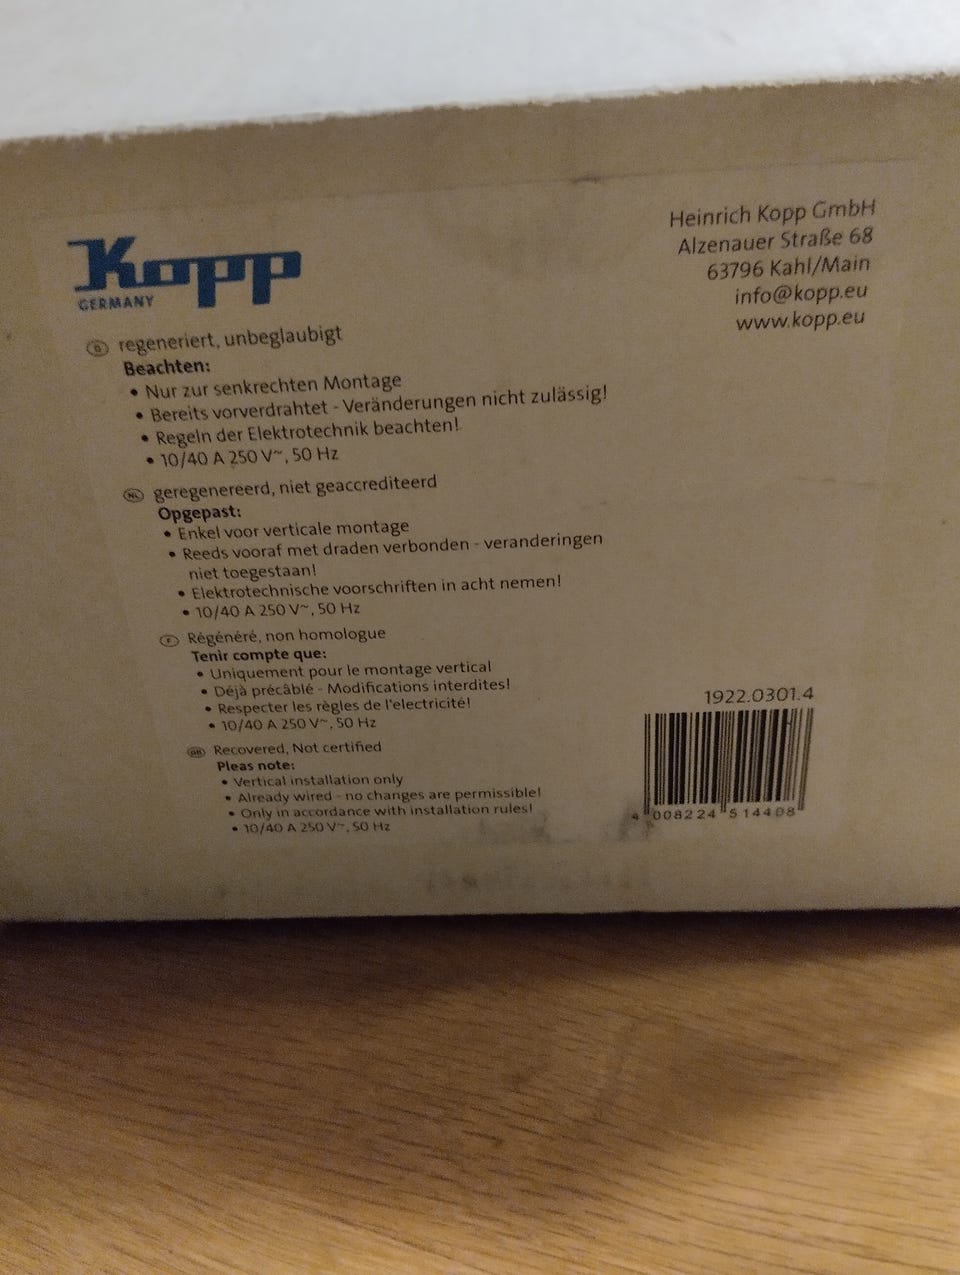 Kopp
GERMANY
Heinrich Kopp GmbH
Alzenauer Straße 68
63796 Kahl/Main
info@kopp.eu
www.kopp.eu
D regeneriert, unbeglaubigt
Beachten:
• Nur zur senkrechten Montage
• Bereits vorverdrahtet - Veränderungen nicht zulässig!
• Regeln der Elektrotechnik beachten!
• 10/40 A 250 V~, 50 Hz
NL geregenereerd, niet geaccrediteerd
Opgepast:
• Enkel voor verticale montage
• Reeds vooraf met draden verbonden - veranderingen
niet toegestaan!
• Elektrotechnische voorschriften in acht nemen!
• 10/40 A 250 V~, 50 Hz
F Régénéré, non homologue
Tenir compte que:
• Uniquement pour le montage vertical
• Déjà précâblé - Modifications interdites!
• Respecter les règles de l'electricité!
• 10/40 A 250 V~, 50 Hz
GB Recovered, Not certified
Pleas note:
• Vertical installation only
• Already wired - no changes are permissible!
• Only in accordance with installation rules!
• 10/40 A 250 V~, 50 Hz
1922.0301.4
4 008224 514408